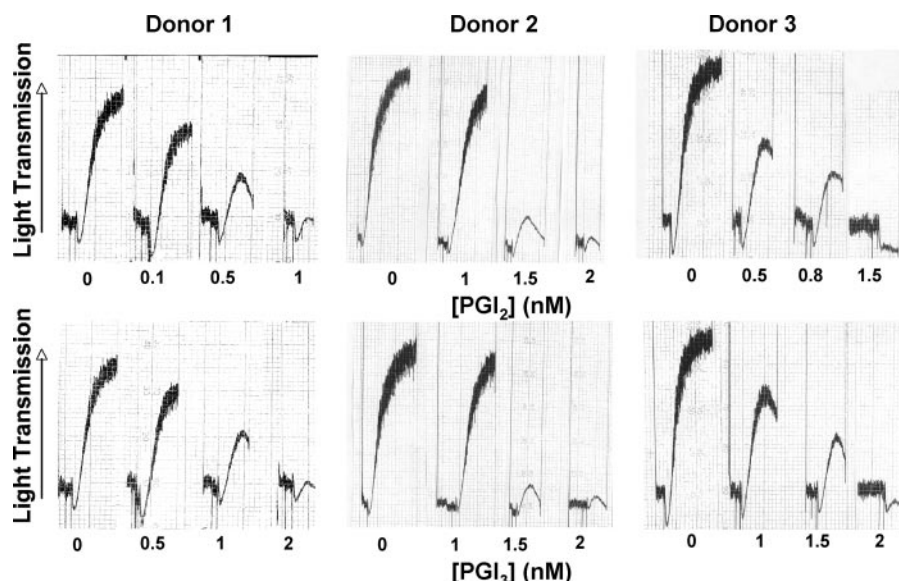 Donor 1 Donor 2 Donor 3
Light Transmission
0 0.1 0.5 1 0 1 1.5 2 0 0.5 0.8 1.5
[PGI₂] (nM)
Light Transmission
0 0.5 1 2 0 1 1.5 2 0 1 1.5 2
[PGI₃] (nM)